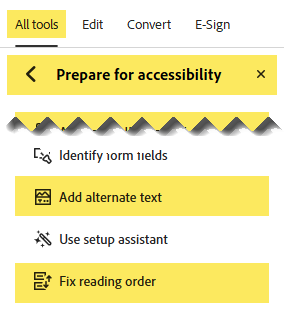 All tools Edit Convert E-Sign
Prepare for accessibility
Identify form fields
Add alternate text
Use setup assistant
Fix reading order